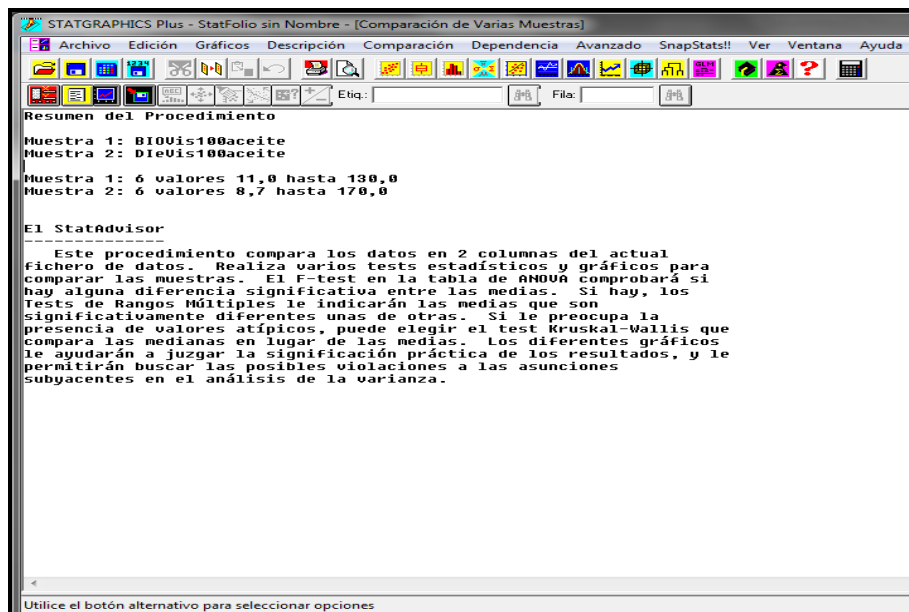 STATGRAPHICS Plus - StatFolio sin Nombre - [Comparación de Varias Muestras]
Archivo Edición Gráficos Descripción Comparación Dependencia Avanzado SnapStats!! Ver Ventana Ayuda
Etiq.: Fila:
Resumen del Procedimiento
Muestra 1: BIOVis100aceite
Muestra 2: DIeVis100aceite
Muestra 1: 6 valores 11,0 hasta 130,0
Muestra 2: 6 valores 8,7 hasta 170,0
El StatAdvisor
--------------
Este procedimiento compara los datos en 2 columnas del actual
fichero de datos. Realiza varios tests estadísticos y gráficos para
comparar las muestras. El F-test en la tabla de ANOVA comprobará si
hay alguna diferencia significativa entre las medias. Si hay, los
Tests de Rangos Múltiples le indicarán las medias que son
significativamente diferentes unas de otras. Si le preocupa la
presencia de valores atípicos, puede elegir el test Kruskal-Wallis que
compara las medianas en lugar de las medias. Los diferentes gráficos
le ayudarán a juzgar la significación práctica de los resultados, y le
permitirán buscar las posibles violaciones a las asunciones
subyacentes en el análisis de la varianza.
Utilice el botón alternativo para seleccionar opciones